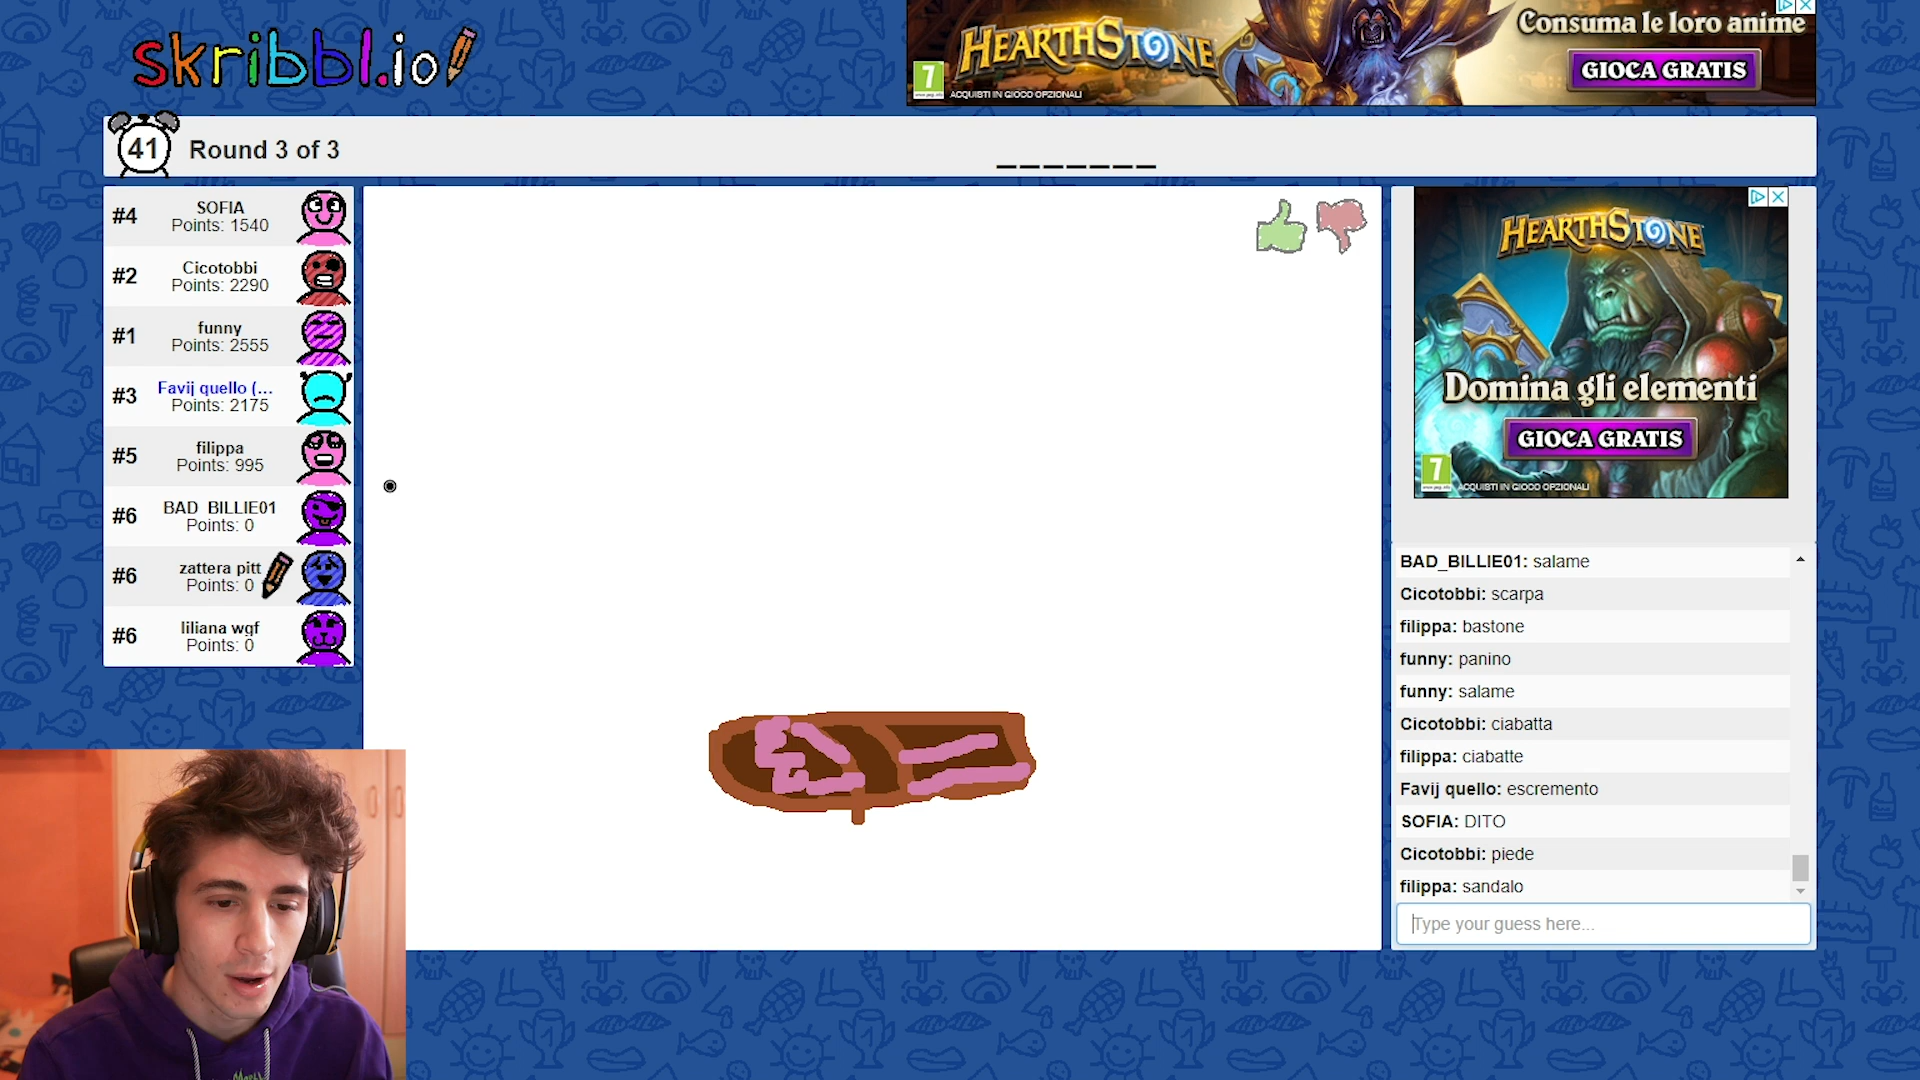 skribbl.io
HEARTHSTONE
Consuma le loro anime
GIOCA GRATIS
7
ACQUISTI IN GIOCO OPZIONALI
41
Round 3 of 3
_______
#4
SOFIA
Points: 1540
#2
Cicotobbi
Points: 2290
#1
funny
Points: 2555
#3
Favij quello (...
Points: 2175
#5
filippa
Points: 995
#6
BAD_BILLIE01
Points: 0
#6
zattera pitt
Points: 0
#6
liliana wgf
Points: 0
HEARTHSTONE
Domina gli elementi
GIOCA GRATIS
7
ACQUISTI IN GIOCO OPZIONALI
BAD_BILLIE01: salame
Cicotobbi: scarpa
filippa: bastone
funny: panino
funny: salame
Cicotobbi: ciabatta
filippa: ciabatte
Favij quello: escremento
SOFIA: DITO
Cicotobbi: piede
filippa: sandalo
Type your guess here...